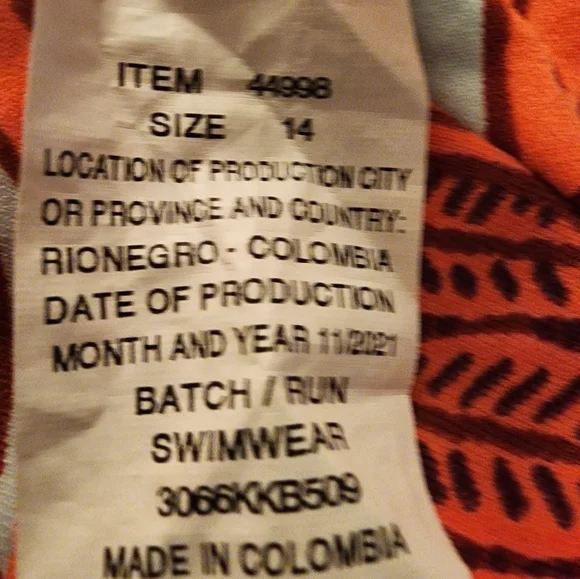 ITEM 44998
SIZE 14
LOCATION OF PRODUCTION CITY
OR PROVINCE AND COUNTRY:
RIONEGRO - COLOMBIA
DATE OF PRODUCTION
MONTH AND YEAR 11/2021
BATCH / RUN
SWIMWEAR
3066KKB509
MADE IN COLOMBIA